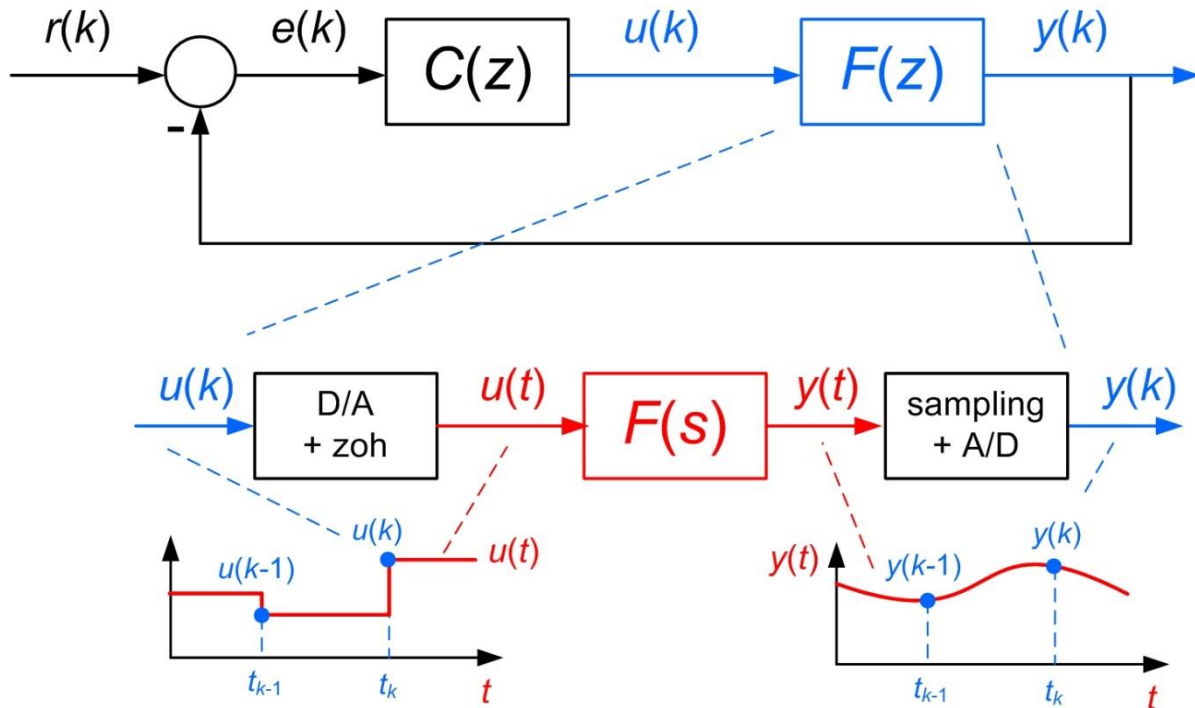 r(k) e(k) C(z) u(k) F(z) y(k)
-
u(k) D/A + zoh u(t) F(s) y(t) sampling + A/D y(k)
u(k)
u(k-1)
u(t)
t_{k-1} t_k t
y(t)
y(k-1)
y(k)
t_{k-1} t_k t